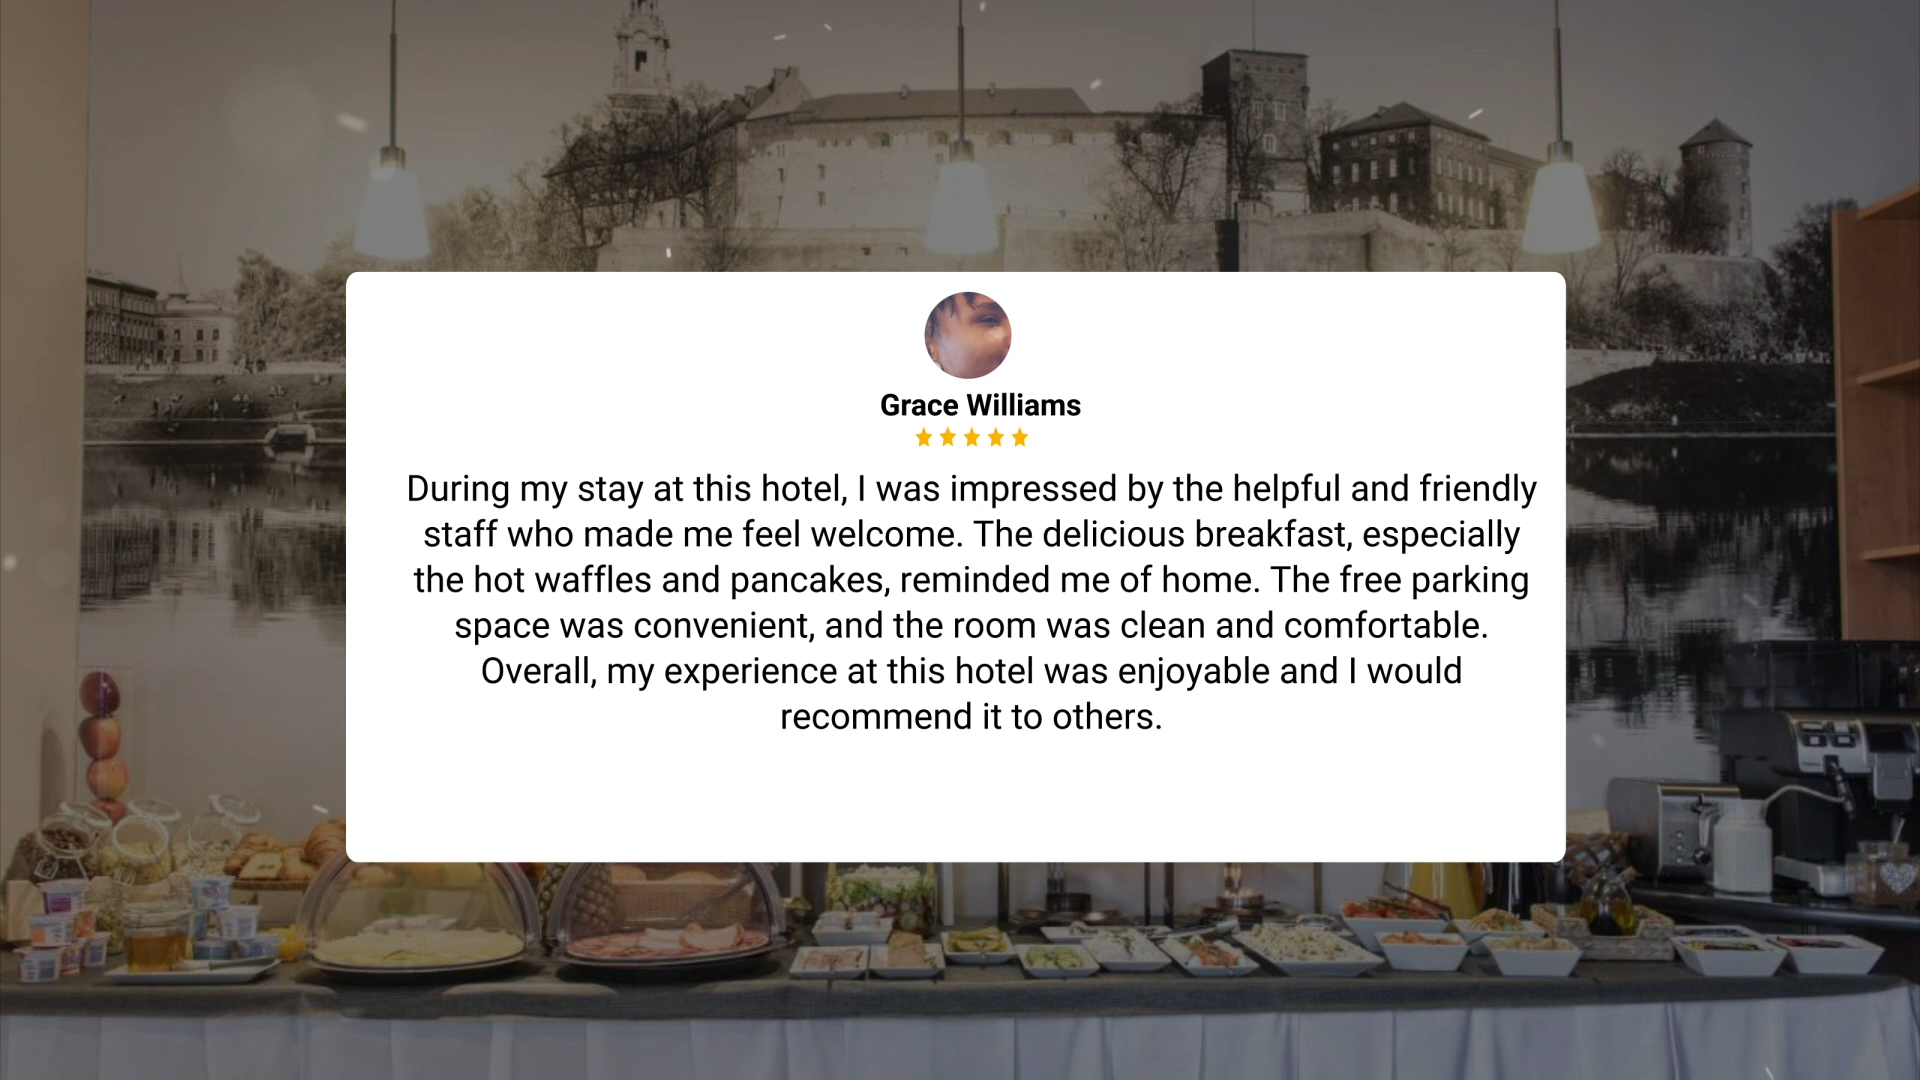 Grace Williams
During my stay at this hotel, I was impressed by the helpful and friendly
staff who made me feel welcome. The delicious breakfast, especially
the hot waffles and pancakes, reminded me of home. The free parking
space was convenient, and the room was clean and comfortable.
Overall, my experience at this hotel was enjoyable and I would
recommend it to others.